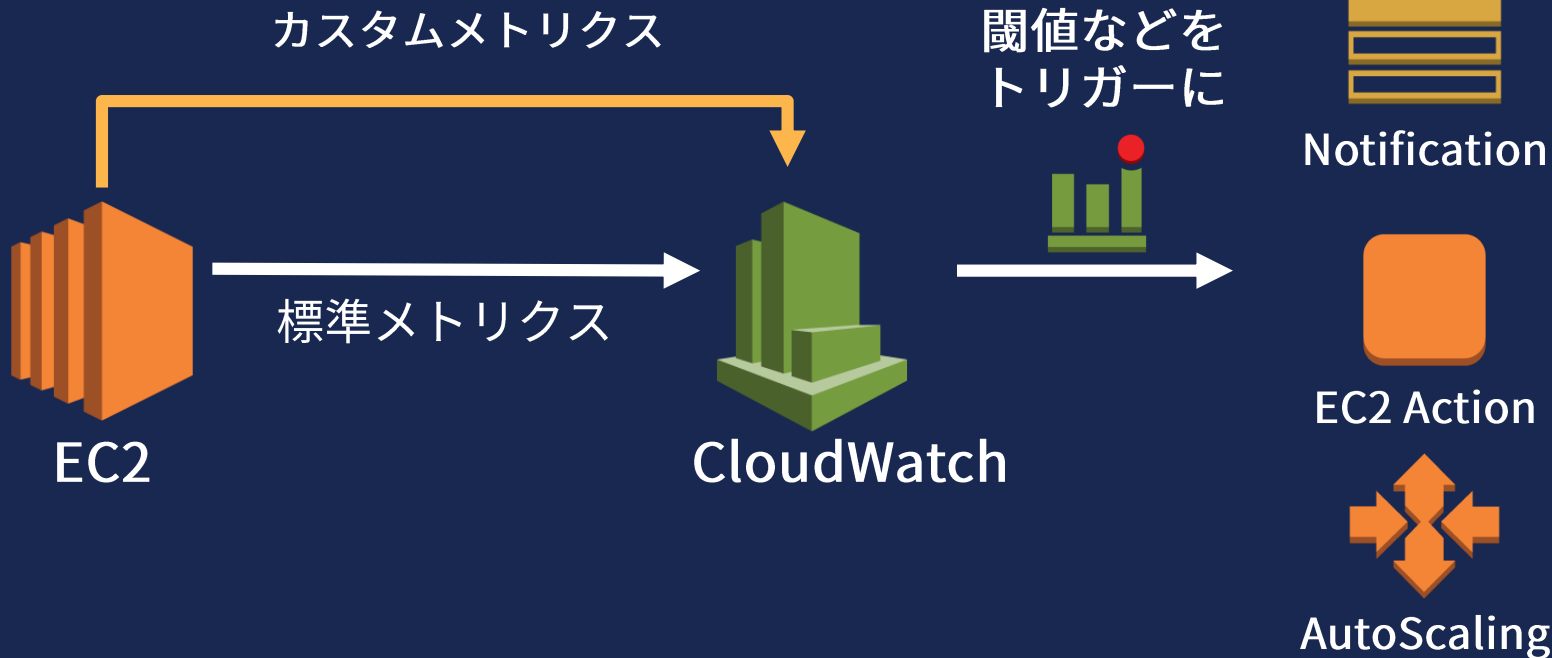 カスタムメトリクス
閾値などを
トリガーに
Notification
標準メトリクス
EC2 Action
EC2
CloudWatch
AutoScaling